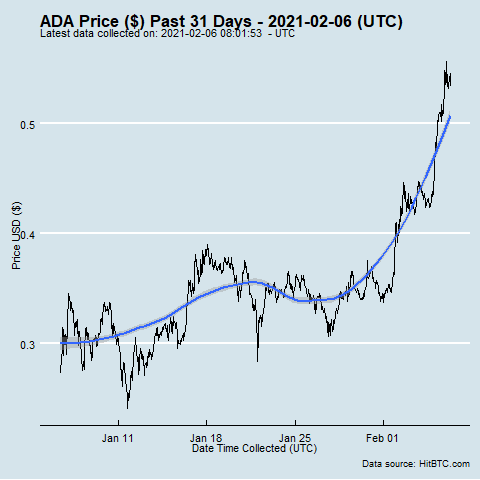 ADA Price ($) Past 31 Days - 2021-02-06 (UTC)
Latest data collected on: 2021-02-06 08:01:53 - UTC
0.5
0.4
0.3
Price USD ($)
Jan 11 Jan 18 Jan 25 Feb 01
Date Time Collected (UTC)
Data source: HitBTC.com